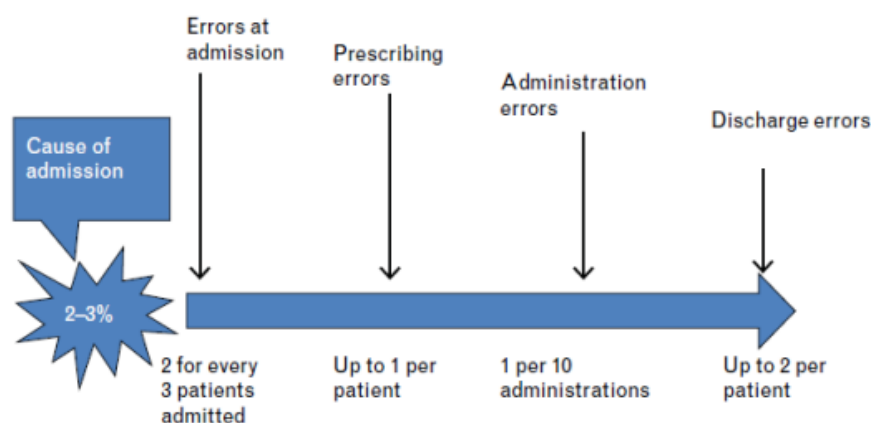 Errors at
admission
Prescribing
errors
Administration
errors
Discharge errors
Cause of
admission
2–3%
2 for every
3 patients
admitted
Up to 1 per
patient
1 per 10
administrations
Up to 2 per
patient